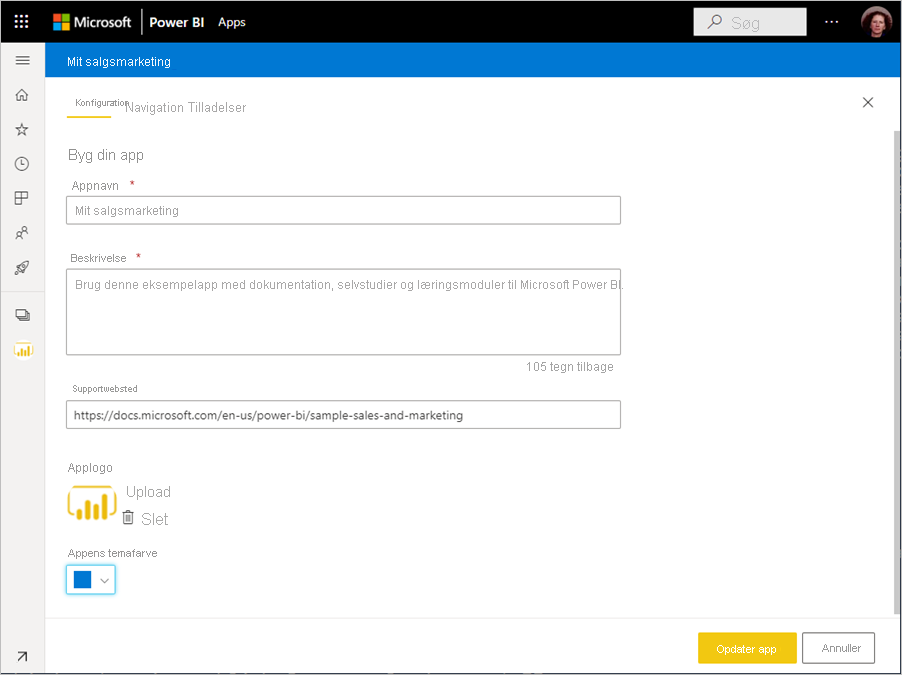 Microsoft Power BI Apps Søg
Mit salgsmarketing
Konfiguration Navigation Tilladelser
Byg din app
Appnavn *
Mit salgsmarketing
Beskrivelse *
Brug denne eksempelapp med dokumentation, selvstudier og læringsmoduler til Microsoft Power BI.
105 tegn tilbage
Supportwebsted
https://docs.microsoft.com/en-us/power-bi/sample-sales-and-marketing
Applogo
Upload
Slet
Appens temafarve
Opdater app Annuller